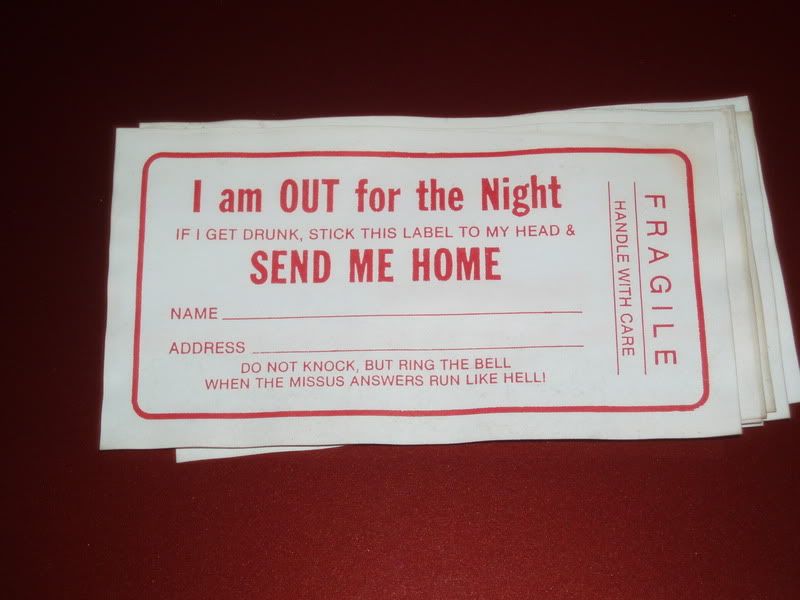 I am OUT for the Night
IF I GET DRUNK, STICK THIS LABEL TO MY HEAD &
SEND ME HOME
NAME
ADDRESS
DO NOT KNOCK, BUT RING THE BELL
WHEN THE MISSUS ANSWERS RUN LIKE HELL!
FRAGILE
HANDLE WITH CARE